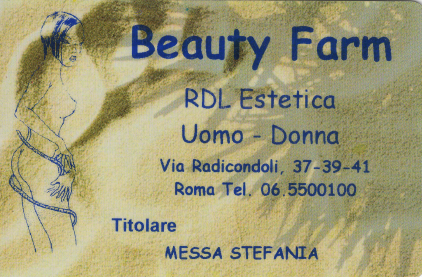 Beauty Farm
RDL Estetica
Uomo - Donna
Via Radicondoli, 37-39-41
Roma Tel. 06.5500100
Titolare
MESSA STEFANIA